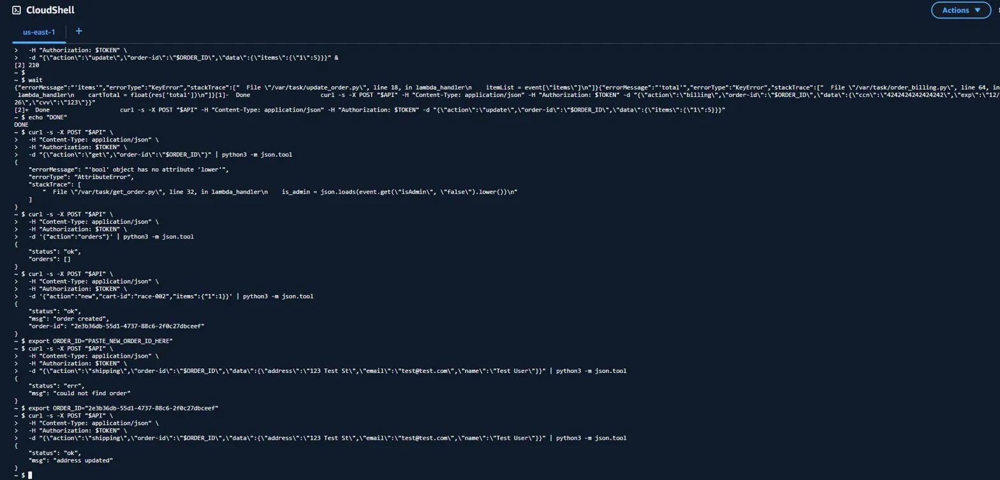 CloudShell
Actions ▼
us-east-1
+
>   -H "Authorization: $TOKEN" \
>   -d "{\"action\":\"update\",\"order-id\":\"$ORDER_ID\",\"data\":{\"items\":{\"1\":5}}}" &
[2] 210
~ $
~ $ wait
{"errorMessage":"'items'","errorType":"KeyError","stackTrace":["  File \"/var/task/update_order.py\", line 18, in lambda_handler\n    itemList = event[\"items\"]\n"]}{"errorMessage":"'total'","errorType":"KeyError","stackTrace":["  File \"/var/task/order_billing.py\", line 64, in
lambda_handler\n    cartTotal = float(res['total'])\n"]}[1]-  Done                    curl -s -X POST "$API" -H "Content-Type: application/json" -H "Authorization: $TOKEN" -d "{\"action\":\"billing\",\"order-id\":\"$ORDER_ID\",\"data\":{\"ccn\":\"4242424242424242\",\"exp\":\"12/
26\",\"cvv\":\"123\"}}"
[2]+  Done                    curl -s -X POST "$API" -H "Content-Type: application/json" -H "Authorization: $TOKEN" -d "{\"action\":\"update\",\"order-id\":\"$ORDER_ID\",\"data\":{\"items\":{\"1\":5}}}"
~ $ echo "DONE"
DONE
~ $ curl -s -X POST "$API" \
>   -H "Content-Type: application/json" \
>   -H "Authorization: $TOKEN" \
>   -d "{\"action\":\"get\",\"order-id\":\"$ORDER_ID\"}" | python3 -m json.tool
{
    "errorMessage": "'bool' object has no attribute 'lower'",
    "errorType": "AttributeError",
    "stackTrace": [
        "  File \"/var/task/get_order.py\", line 32, in lambda_handler\n    is_admin = json.loads(event.get(\"isAdmin\", \"false\").lower())\n"
    ]
}
~ $ curl -s -X POST "$API" \
>   -H "Content-Type: application/json" \
>   -H "Authorization: $TOKEN" \
>   -d '{"action":"orders"}' | python3 -m json.tool
{
    "status": "ok",
    "orders": []
}
~ $ curl -s -X POST "$API" \
>   -H "Content-Type: application/json" \
>   -H "Authorization: $TOKEN" \
>   -d '{"action":"new","cart-id":"race-002","items":{"1":1}}' | python3 -m json.tool
{
    "status": "ok",
    "msg": "order created",
    "order-id": "2e3b36db-55d1-4737-88c6-2f0c27dbceef"
}
~ $ export ORDER_ID="PASTE_NEW_ORDER_ID_HERE"
~ $ curl -s -X POST "$API" \
>   -H "Content-Type: application/json" \
>   -H "Authorization: $TOKEN" \
>   -d "{\"action\":\"shipping\",\"order-id\":\"$ORDER_ID\",\"data\":{\"address\":\"123 Test St\",\"email\":\"test@test.com\",\"name\":\"Test User\"}}" | python3 -m json.tool
{
    "status": "err",
    "msg": "could not find order"
}
~ $ export ORDER_ID="2e3b36db-55d1-4737-88c6-2f0c27dbceef"
~ $ curl -s -X POST "$API" \
>   -H "Content-Type: application/json" \
>   -H "Authorization: $TOKEN" \
>   -d "{\"action\":\"shipping\",\"order-id\":\"$ORDER_ID\",\"data\":{\"address\":\"123 Test St\",\"email\":\"test@test.com\",\"name\":\"Test User\"}}" | python3 -m json.tool
{
    "status": "ok",
    "msg": "address updated"
}
~ $